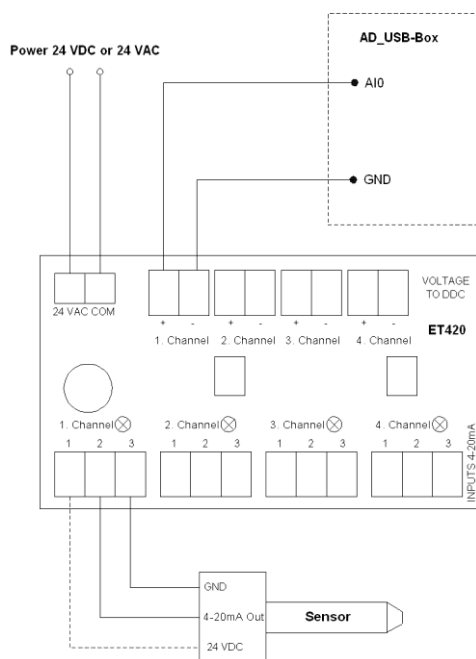 Power 24 VDC or 24 VAC
AD_USB-Box
AI0
GND
24 VAC COM
+ - + - + - + -
1. Channel 2. Channel 3. Channel 4. Channel
VOLTAGE
TO DDC
ET420
1. Channel 2. Channel 3. Channel 4. Channel
1 2 3 1 2 3 1 2 3 1 2 3
INPUTS 4-20mA
GND
4-20mA Out
24 VDC
Sensor